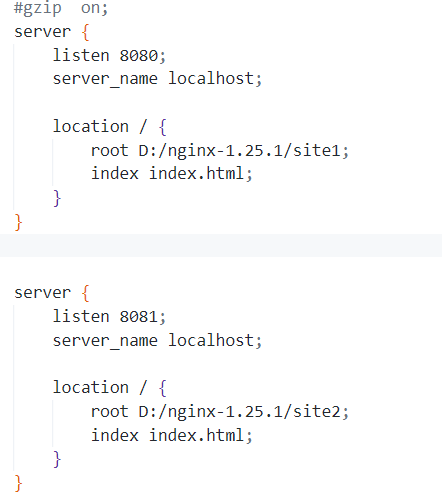 #gzip  on;
server {
    listen 8080;
    server_name localhost;

    location / {
        root D:/nginx-1.25.1/site1;
        index index.html;
    }
}

server {
    listen 8081;
    server_name localhost;

    location / {
        root D:/nginx-1.25.1/site2;
        index index.html;
    }
}